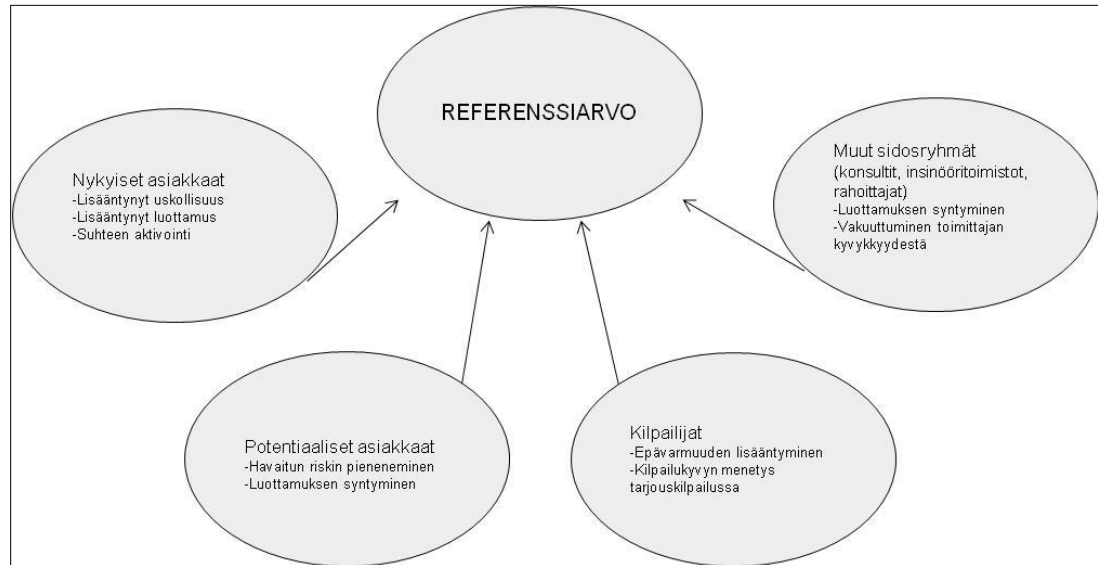 REFERENSSIARVO
Nykyiset asiakkaat
-Lisääntynyt uskollisuus
-Lisääntynyt luottamus
-Suhteen aktivointi
Muut sidosryhmät
(konsultit, insinööritoimistot,
rahoittajat)
-Luottamuksen syntyminen
-Vakuuttuminen toimittajan
kyvykkyydestä
Potentiaaliset asiakkaat
-Havaitun riskin pieneneminen
-Luottamuksen syntyminen
Kilpailijat
-Epävarmuuden lisääntyminen
-Kilpailukyvyn menetys
tarjouskilpailussa